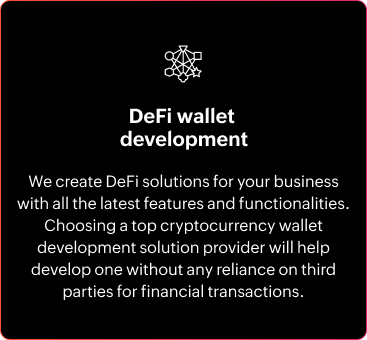 DeFi wallet
development
We create DeFi solutions for your business
with all the latest features and functionalities.
Choosing a top cryptocurrency wallet
development solution provider will help
develop one without any reliance on third
parties for financial transactions.